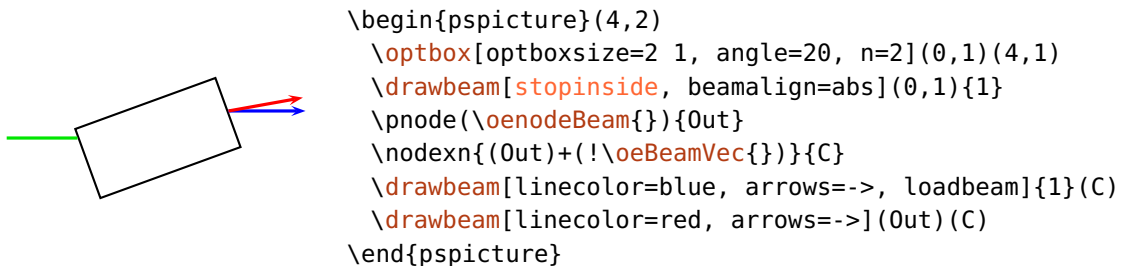 \begin{pspicture}(4,2)
  \optbox[optboxsize=2 1, angle=20, n=2](0,1)(4,1)
  \drawbeam[stopinside, beamalign=abs](0,1){1}
  \pnode(\oenodeBeam{}){Out}
  \nodexn{(Out)+(!\oeBeamVec{})}{C}
  \drawbeam[linecolor=blue, arrows=->, loadbeam]{1}(C)
  \drawbeam[linecolor=red, arrows=->](Out)(C)
\end{pspicture}